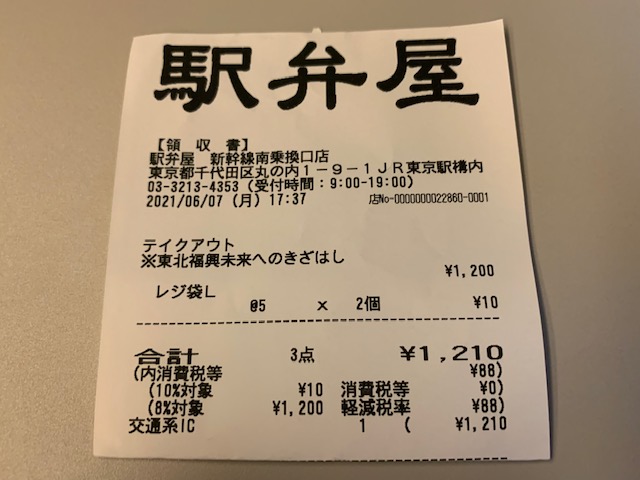 駅弁屋
【領 収 書】
駅弁屋 新幹線南乗換口店
東京都千代田区丸の内1-9-1JR東京駅構内
03-3213-4353(受付時間:9:00-19:00)
2021/06/07(月)17:37 店No-0000000022860-0001
テイクアウト
※東北福興未来へのきざはし
¥1,200
レジ袋L
@5 x 2個 ¥10
合計 3点 ¥1,210
(内消費税等 ¥88)
(10%対象 ¥10 消費税等 ¥0)
(8%対象 ¥1,200 軽減税率 ¥88)
交通系IC 1 ( ¥1,210